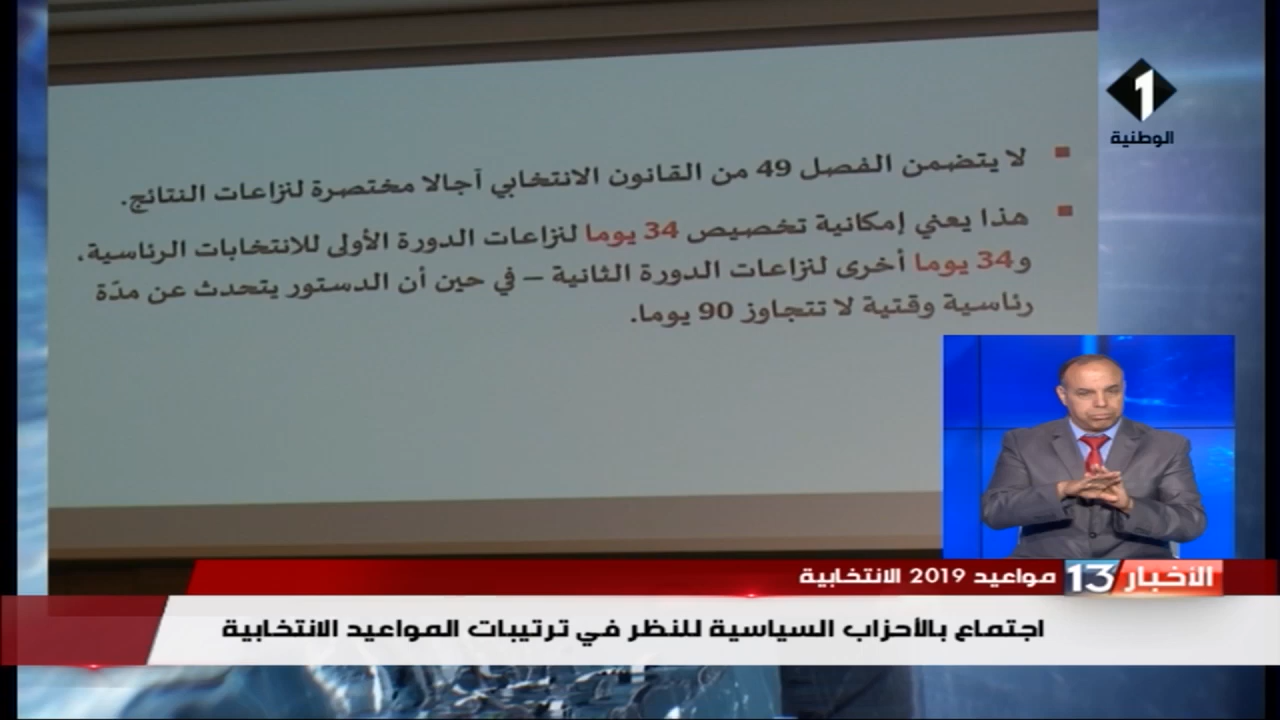 1
الوطنية
لا يتضمن الفصل 49 من القانون الانتخابي آجالا مختصرة لنزاعات النتائج.
هذا يعني إمكانية تخصيص 34 يوما لنزاعات الدورة الأولى للانتخابات الرئاسية،
و34 يوما أخرى لنزاعات الدورة الثانية – في حين أن الدستور يتحدث عن مدّة
رئاسية وقتية لا تتجاوز 90 يوما.
الأخبار 13 مواعيد 2019 الانتخابية
اجتماع بالأحزاب السياسية للنظر في ترتيبات المواعيد الانتخابية